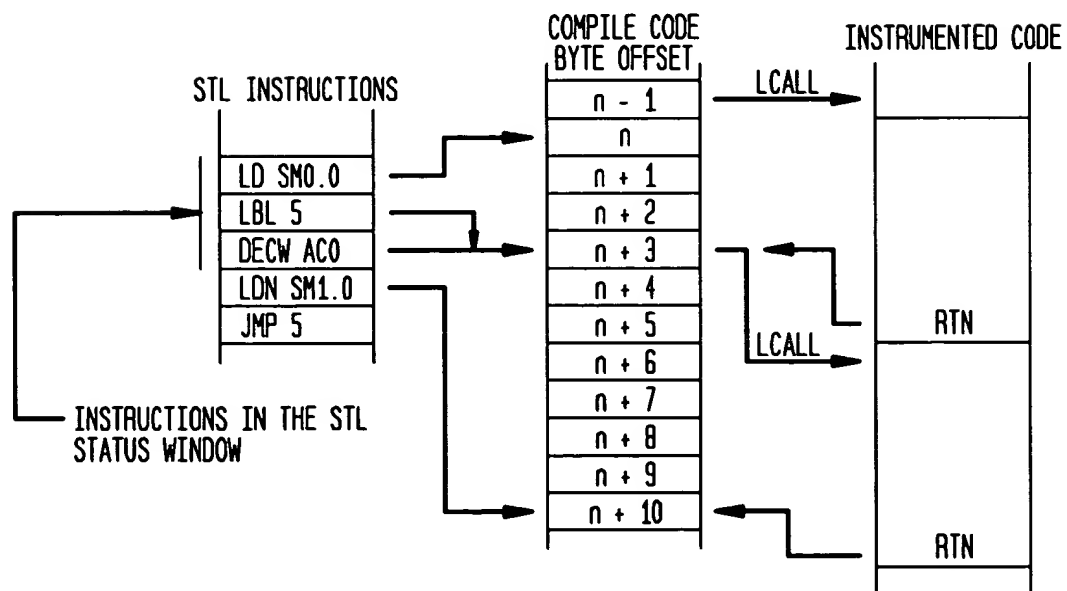 STL INSTRUCTIONS
LD SM0.0
LBL 5
DECW AC0
LDN SM1.0
JMP 5
INSTRUCTIONS IN THE STL
STATUS WINDOW
COMPILE CODE
BYTE OFFSET
n - 1
n
n + 1
n + 2
n + 3
n + 4
n + 5
n + 6
n + 7
n + 8
n + 9
n + 10
LCALL
LCALL
INSTRUMENTED CODE
RTN
RTN